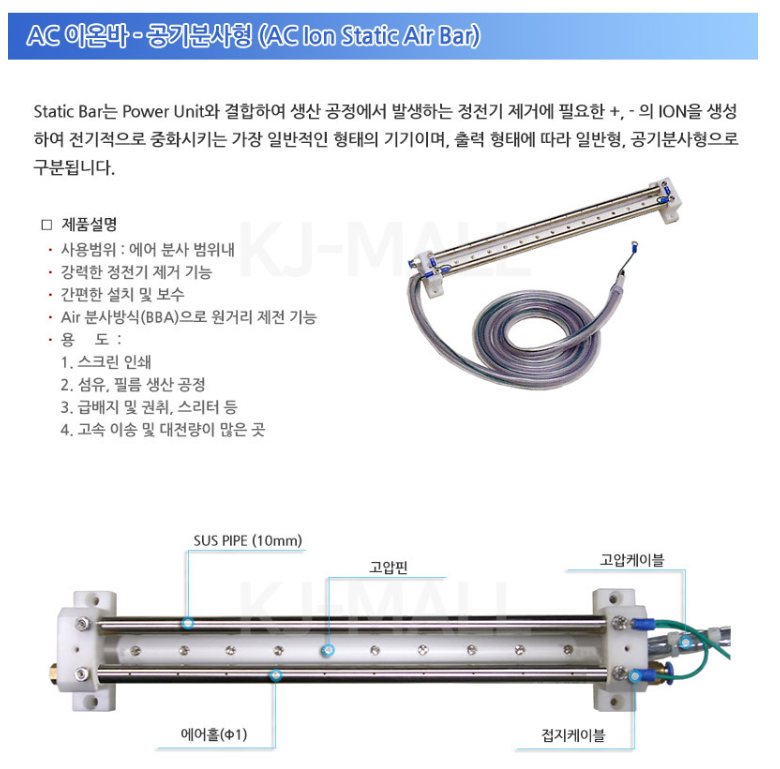 AC 이온바 - 공기분사형 (AC Ion Static Air Bar)
Static Bar는 Power Unit와 결합하여 생산 공정에서 발생하는 정전기 제거에 필요한 +, - 의 ION을 생성
하여 전기적으로 중화시키는 가장 일반적인 형태의 기기이며, 출력 형태에 따라 일반형, 공기분사형으로
구분됩니다.
□ 제품설명
· 사용범위 : 에어 분사 범위내
· 강력한 정전기 제거 기능
· 간편한 설치 및 보수
· Air 분사방식(BBA)으로 원거리 제전 기능
· 용 도 :
1. 스크린 인쇄
2. 섬유, 필름 생산 공정
3. 급배지 및 권취, 스리터 등
4. 고속 이송 및 대전량이 많은 곳
KJ-MALL
SUS PIPE (10mm)
고압핀
고압케이블
KJ-MALL
에어홀(Φ1)
접지케이블